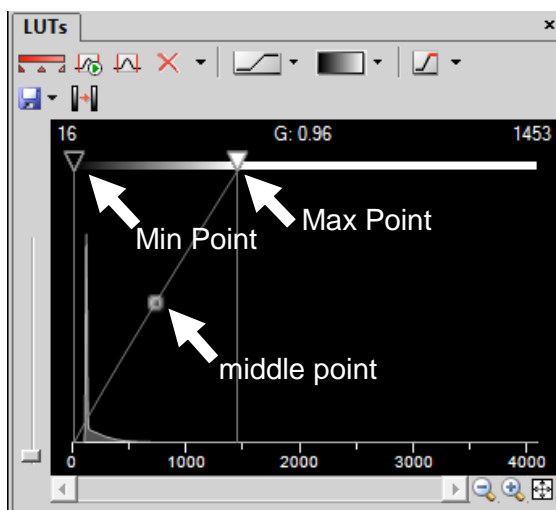 LUTs
16 G: 0.96 1453
Min Point
Max Point
middle point
0 1000 2000 3000 4000